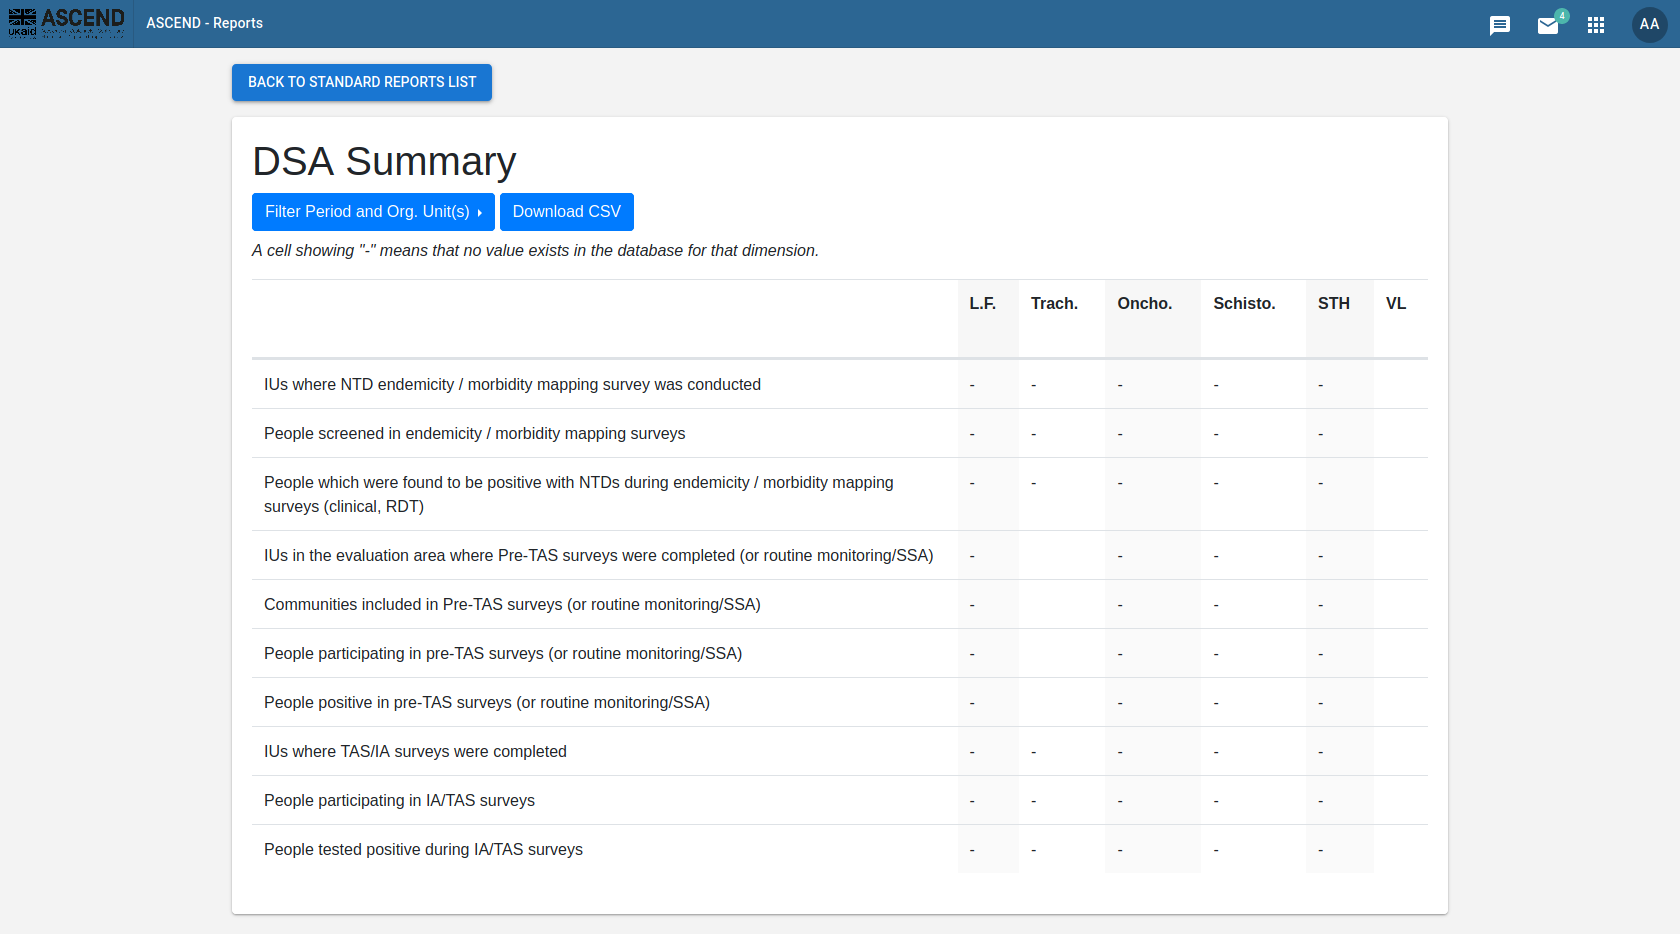 ASCEND
UKaid
ASCEND - Reports
4
AA
BACK TO STANDARD REPORTS LIST
DSA Summary
Filter Period and Org. Unit(s) Download CSV
A cell showing "-" means that no value exists in the database for that dimension.
L.F. Trach. Oncho. Schisto. STH VL
IUs where NTD endemicity / morbidity mapping survey was conducted - - - - -
People screened in endemicity / morbidity mapping surveys - - - - -
People which were found to be positive with NTDs during endemicity / morbidity mapping - - - - -
surveys (clinical, RDT)
IUs in the evaluation area where Pre-TAS surveys were completed (or routine monitoring/SSA) - - - -
Communities included in Pre-TAS surveys (or routine monitoring/SSA) - - - -
People participating in pre-TAS surveys (or routine monitoring/SSA) - - - -
People positive in pre-TAS surveys (or routine monitoring/SSA) - - - -
IUs where TAS/IA surveys were completed - - - - -
People participating in IA/TAS surveys - - - - -
People tested positive during IA/TAS surveys - - - - -